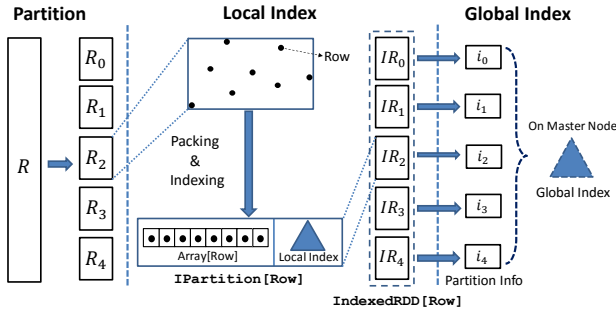 Partition
Local Index
Global Index
R
R0
R1
R2
R3
R4
Row
Packing
&
Indexing
Array[Row]
Local Index
IPartition[Row]
IR0
IR1
IR2
IR3
IR4
IndexedRDD[Row]
i0
i1
i2
i3
i4
Partition Info
On Master Node
Global Index